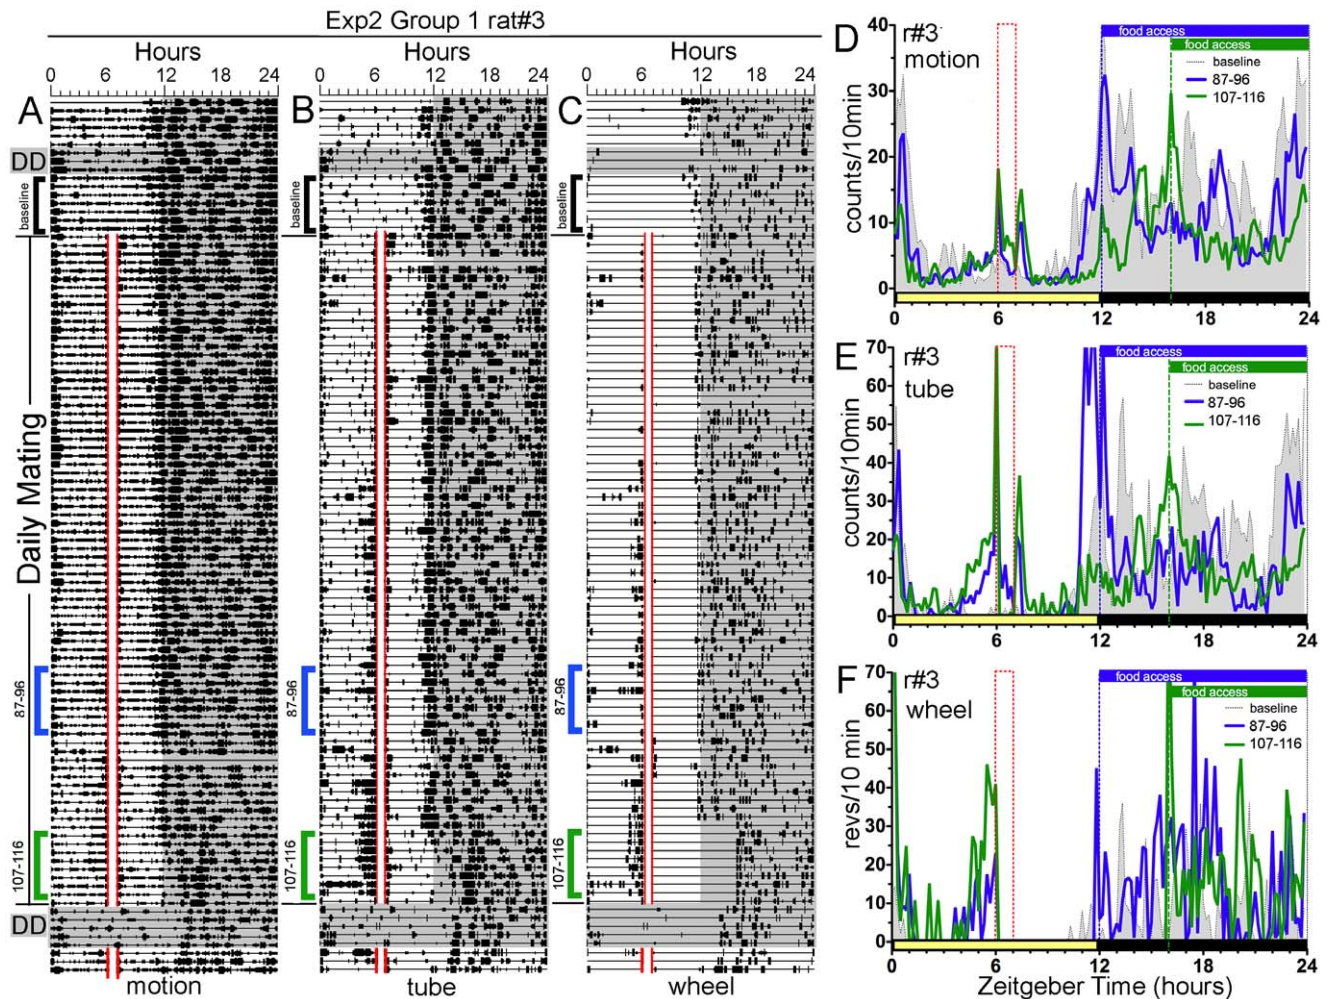 Exp2 Group 1 rat#3
Hours
Hours
Hours
0 6 12 18 24
0 6 12 18 24
0 6 12 18 24
A
B
C
DD
baseline
baseline
Daily Mating
87-96
87-96
87-96
107-116
107-116
107-116
DD
motion
tube
wheel
D
r#3
motion
food access
food access
baseline
87-96
107-116
counts/10min
40
30
20
10
0
0 6 12 18 24
E
r#3
tube
food access
food access
baseline
87-96
107-116
counts/10min
70
60
50
40
30
20
10
0
0 6 12 18 24
F
r#3
wheel
food access
food access
baseline
87-96
107-116
revs/10 min
70
60
50
40
30
20
10
0
0 6 12 18 24
Zeitgeber Time (hours)